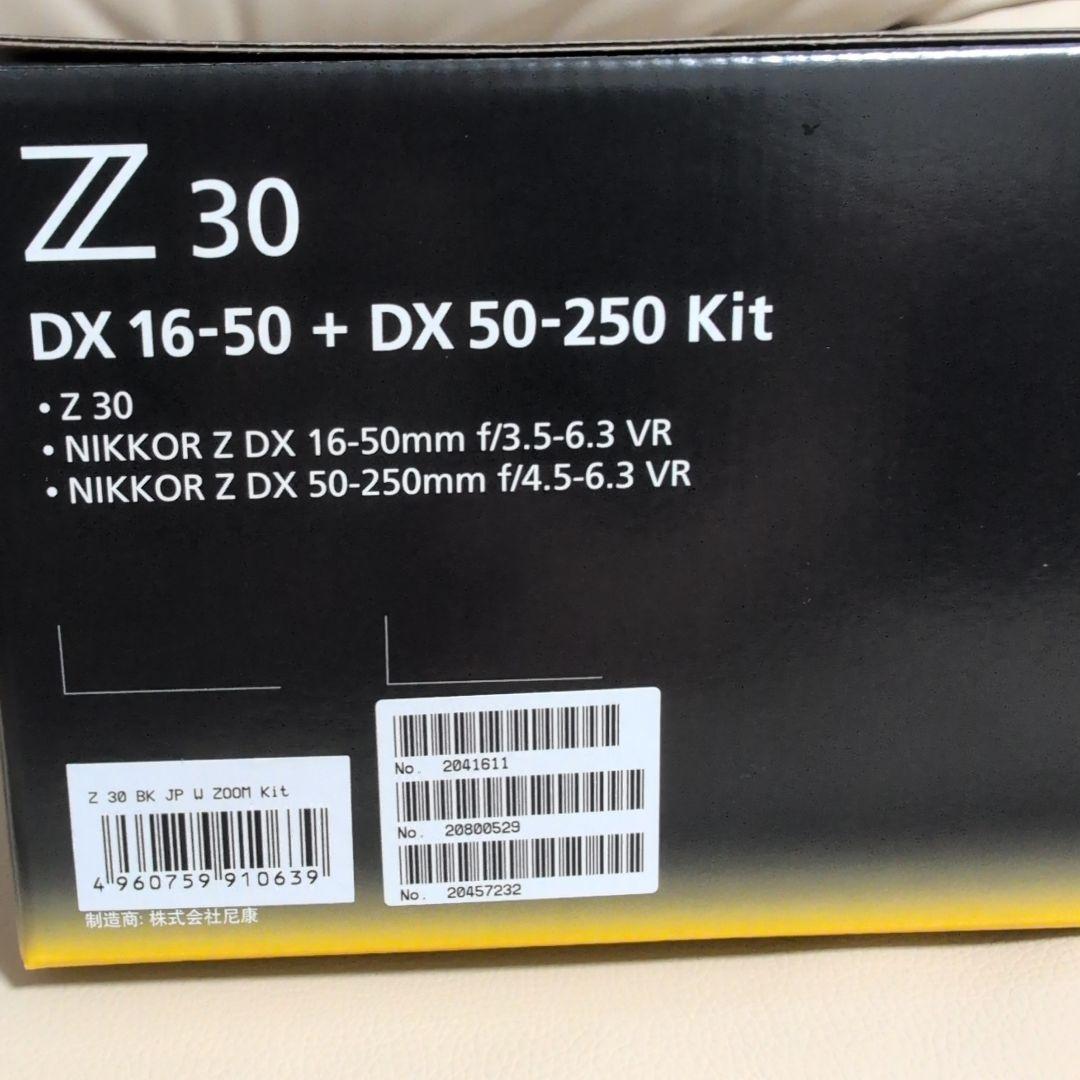 Z 30
DX 16-50 + DX 50-250 Kit
• Z 30
• NIKKOR Z DX 16-50mm f/3.5-6.3 VR
• NIKKOR Z DX 50-250mm f/4.5-6.3 VR
Z 30 BK JP W ZOOM Kit
4 960759 910639
制造商: 株式会社尼康
No. 2041611
No. 20800529
No. 20457232